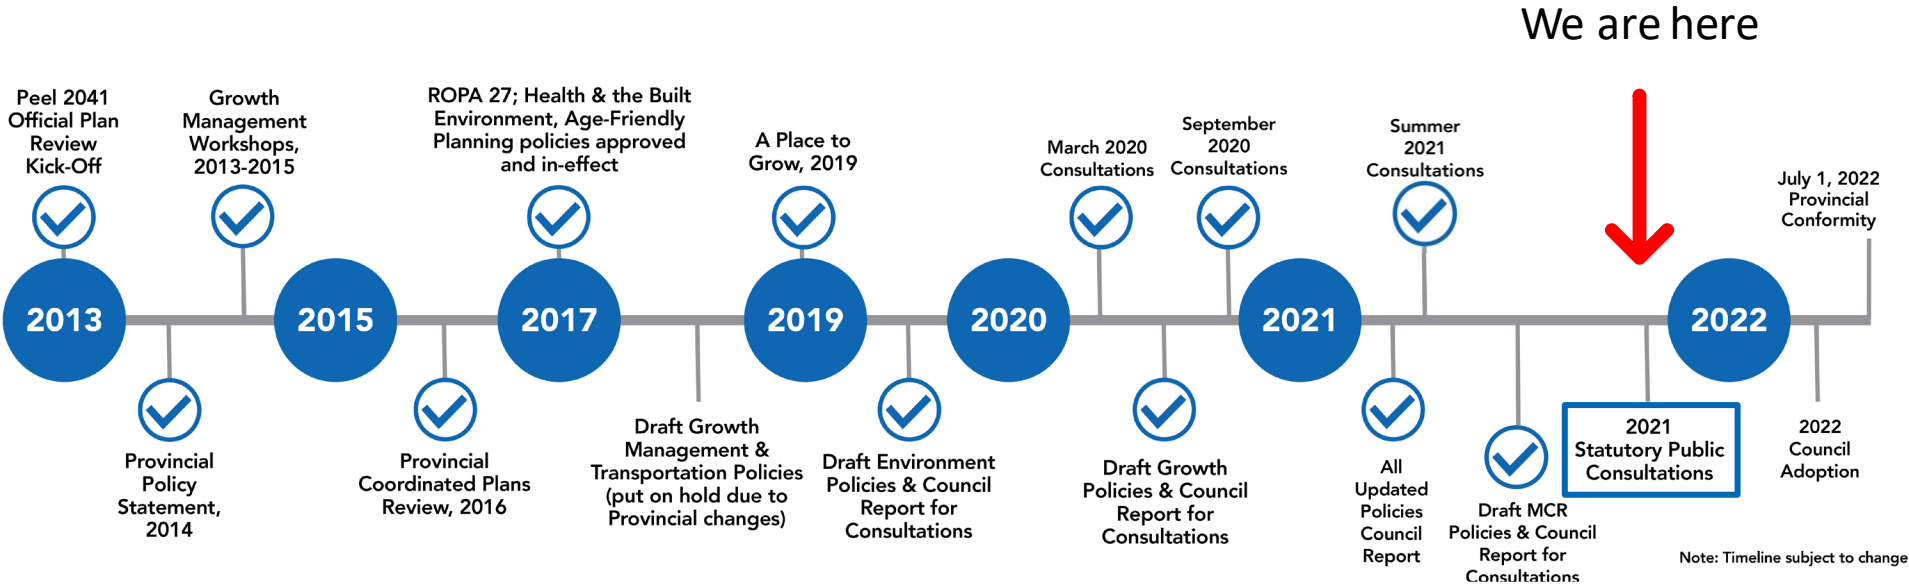 We are here
Peel 2041
Official Plan
Review
Kick-Off
Growth
Management
Workshops,
2013-2015
ROPA 27; Health & the Built
Environment, Age-Friendly
Planning policies approved
and in-effect
A Place to
Grow, 2019
March 2020
Consultations
September
2020
Consultations
Summer
2021
Consultations
July 1, 2022
Provincial
Conformity
2013
2015
2017
2019
2020
2021
2022
Provincial
Policy
Statement,
2014
Provincial
Coordinated Plans
Review, 2016
Draft Growth
Management &
Transportation Policies
(put on hold due to
Provincial changes)
Draft Environment
Policies & Council
Report for
Consultations
Draft Growth
Policies & Council
Report for
Consultations
All
Updated
Policies
Council
Report
Draft MCR
Policies & Council
Report for
Consultations
2021
Statutory Public
Consultations
2022
Council
Adoption
Note: Timeline subject to change